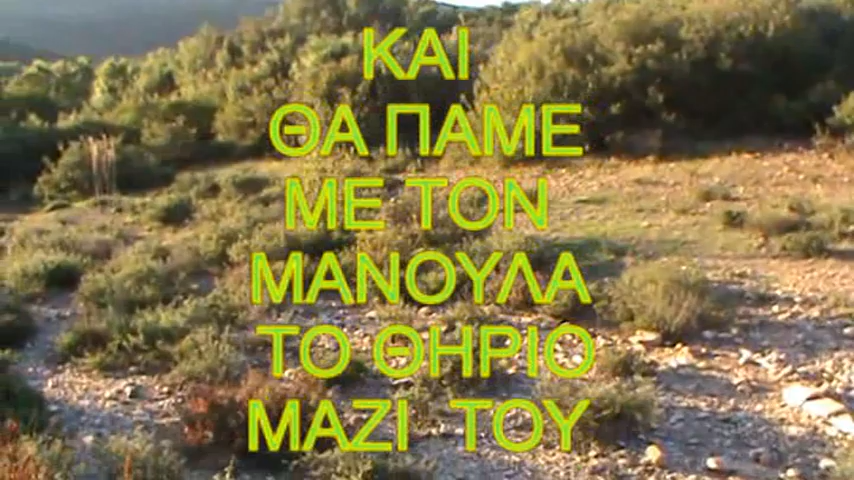 ΚΑΙ
ΘΑ ΠΑΜΕ
ΜΕ ΤΟΝ
ΜΑΝΟΥΛΑ
ΤΟ ΘΗΡΙΟ
ΜΑΖΙ ΤΟΥ